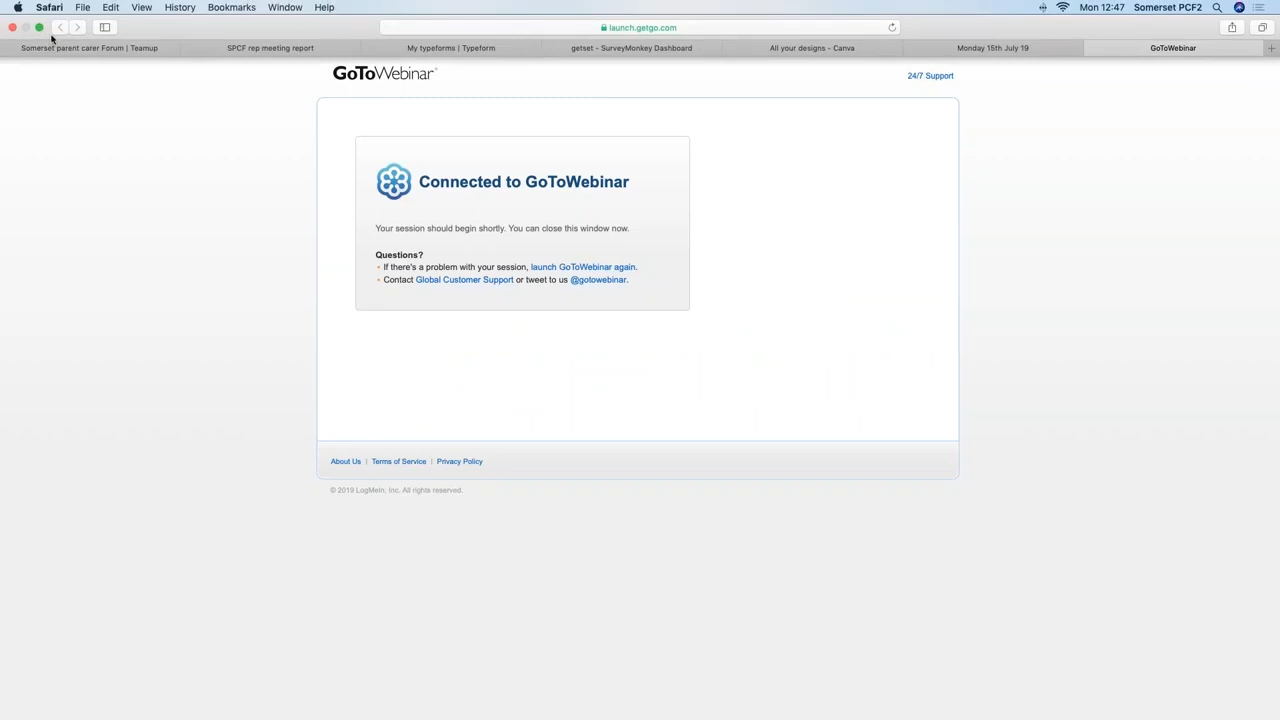 Safari File Edit View History Bookmarks Window Help Mon 12:47 Somerset PCF2
launch.getgo.com
Somerset parent carer Forum | Teamup SPCF rep meeting report My typeforms | Typeform getset - SurveyMonkey Dashboard All your designs - Canva Monday 15th July 19 GoToWebinar
GoToWebinar
24/7 Support
Connected to GoToWebinar
Your session should begin shortly. You can close this window now.
Questions?
• If there's a problem with your session, launch GoToWebinar again.
• Contact Global Customer Support or tweet to us @gotowebinar.
About Us | Terms of Service | Privacy Policy
© 2019 LogMeIn, Inc. All rights reserved.